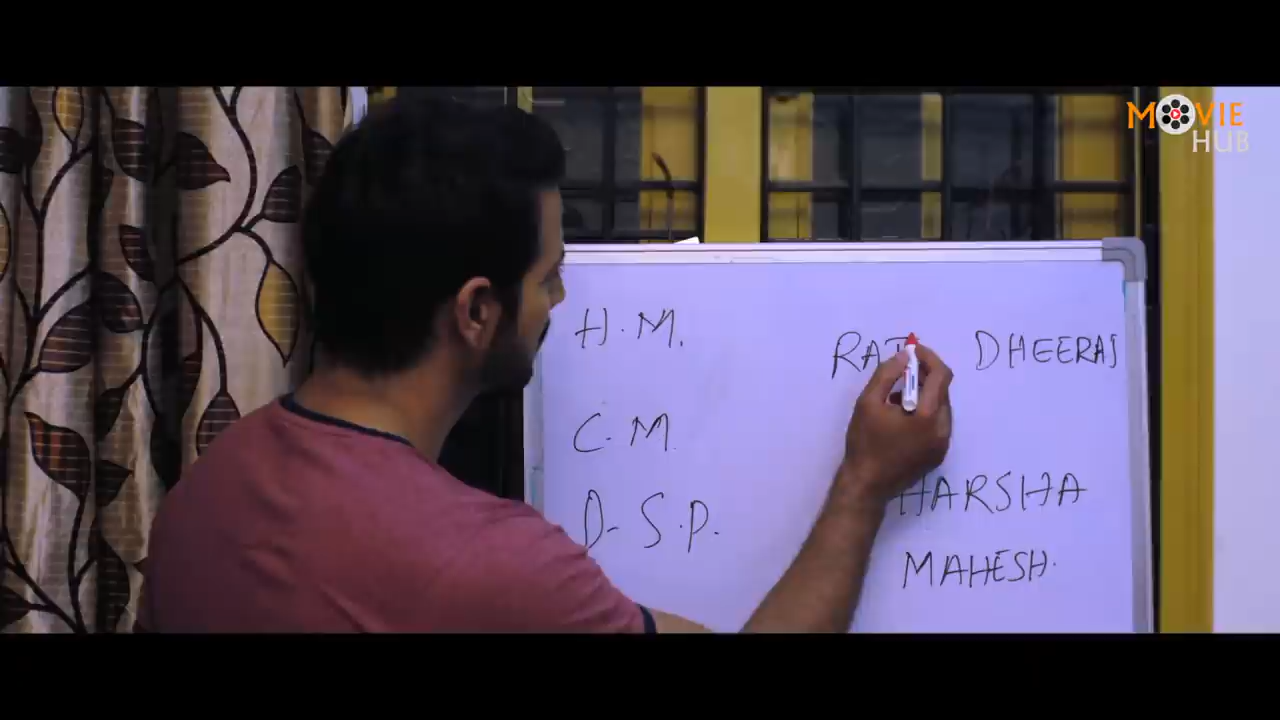 MOVIE
HUB
H.M.
DHEERAJ
C.M.
HARSHA
D.S.P.
MAHESH.